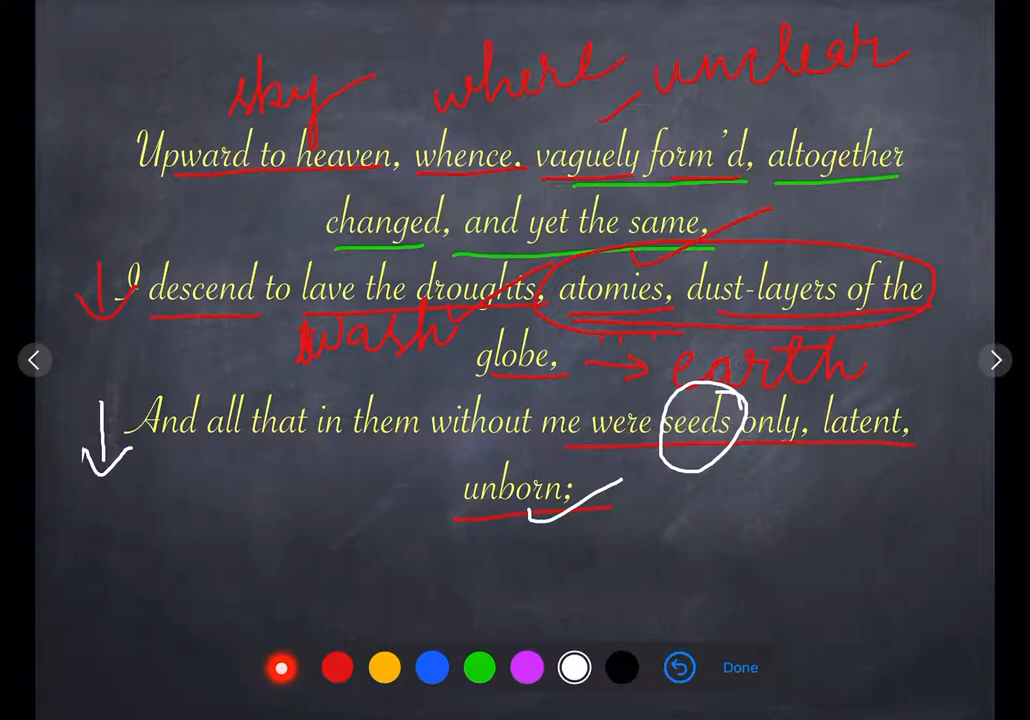 sky where unclear
Upward to heaven, whence, vaguely form'd, altogether
changed, and yet the same,
I descend to lave the droughts, atomies, dust-layers of the
wash
globe, → earth
And all that in them without me were seeds only, latent,
unborn;
Done